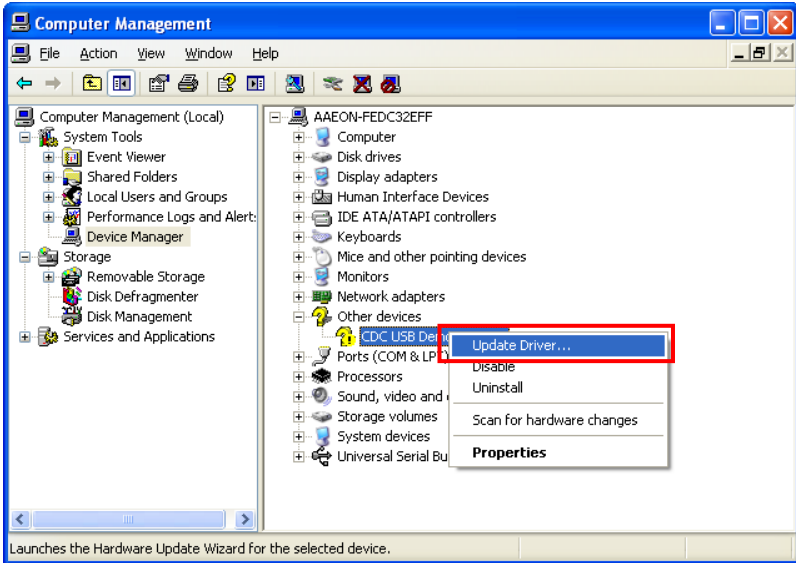 Computer Management
File Action View Window Help
Computer Management (Local)
System Tools
Event Viewer
Shared Folders
Local Users and Groups
Performance Logs and Alert:
Device Manager
Storage
Removable Storage
Disk Defragmenter
Disk Management
Services and Applications
AAEON-FEDC32EFF
Computer
Disk drives
Display adapters
Human Interface Devices
IDE ATA/ATAPI controllers
Keyboards
Mice and other pointing devices
Monitors
Network adapters
Other devices
CDC USB Demo
Ports (COM & LPT)
Processors
Sound, video and
Storage volumes
System devices
Universal Serial Bu
Update Driver...
Disable
Uninstall
Scan for hardware changes
Properties
Launches the Hardware Update Wizard for the selected device.